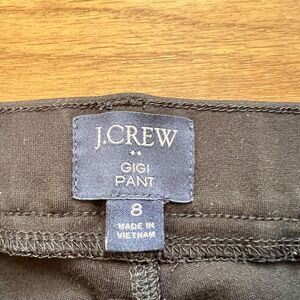 J.CREW
GIGI
PANT
8
MADE IN
VIETNAM